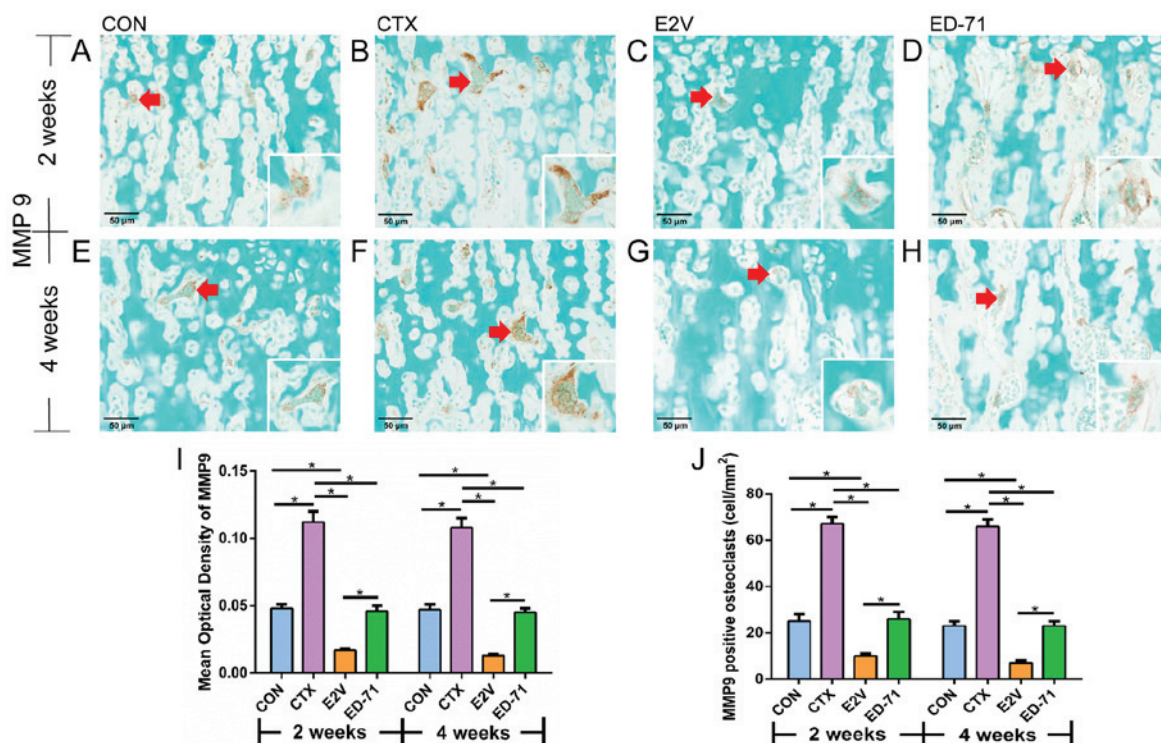 CON CTX E2V ED-71
A B C D
2 weeks
50 µm 50 µm 50 µm 50 µm
MMP 9
E F G H
4 weeks
50 µm 50 µm 50 µm 50 µm
I
Mean Optical Density of MMP9
0.15
0.10
0.05
0.00
* * * * * * * * * *
CON CTX E2V ED-71 CON CTX E2V ED-71
2 weeks 4 weeks
J
MMP9 positive osteoclasts (cell/mm²)
80
60
40
20
0
* * * * * * * * * *
CON CTX E2V ED-71 CON CTX E2V ED-71
2 weeks 4 weeks